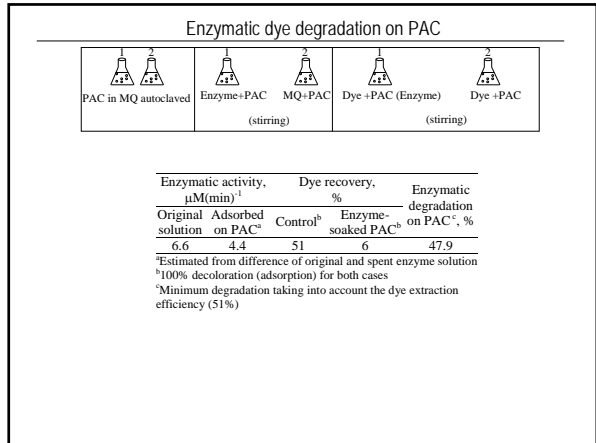 Enzymatic dye degradation on PAC
1 2
PAC in MQ autoclaved
1 2
Enzyme+PAC MQ+PAC
(stirring)
1 2
Dye +PAC (Enzyme) Dye +PAC
(stirring)
Enzymatic activity, μM(min)⁻¹
Dye recovery, %
Enzymatic degradation on PACᶜ, %
Original solution
Adsorbed on PACᵃ
Controlᵇ
Enzyme-soaked PACᵇ
6.6 4.4 51 6 47.9
ᵃEstimated from difference of original and spent enzyme solution
ᵇ100% decoloration (adsorption) for both cases
ᶜMinimum degradation taking into account the dye extraction
efficiency (51%)